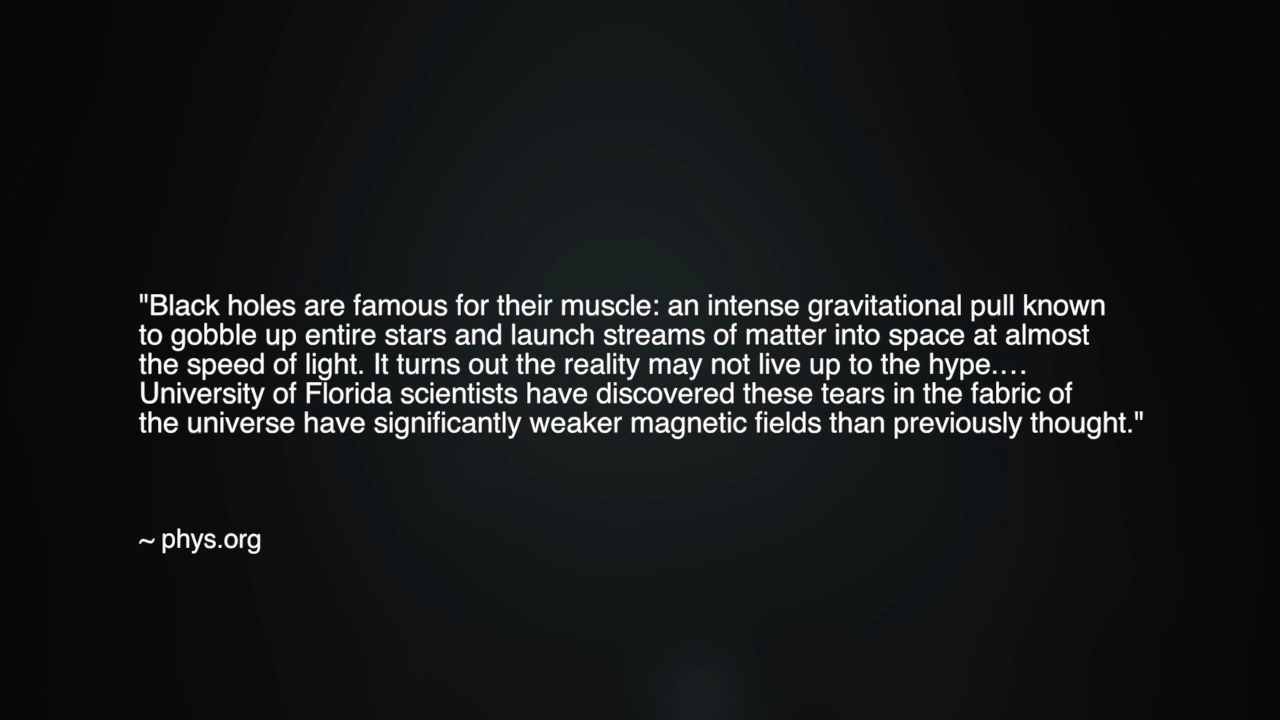 "Black holes are famous for their muscle: an intense gravitational pull known
to gobble up entire stars and launch streams of matter into space at almost
the speed of light. It turns out the reality may not live up to the hype....
University of Florida scientists have discovered these tears in the fabric of
the universe have significantly weaker magnetic fields than previously thought."
~ phys.org